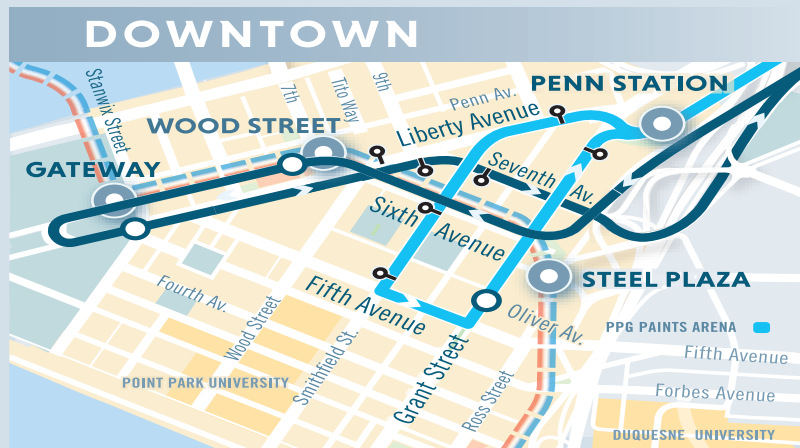 DOWNTOWN
PENN STATION
Stanwix Street
7th
Tito Way
9th
Penn Av.
WOOD STREET
Liberty Avenue
GATEWAY
Seventh Av.
Sixth Avenue
STEEL PLAZA
Fourth Av.
Fifth Avenue
Oliver Av.
Wood Street
PPG PAINTS ARENA
Smithfield St.
Grant Street
Fifth Avenue
POINT PARK UNIVERSITY
Ross Street
Forbes Avenue
DUQUESNE UNIVERSITY